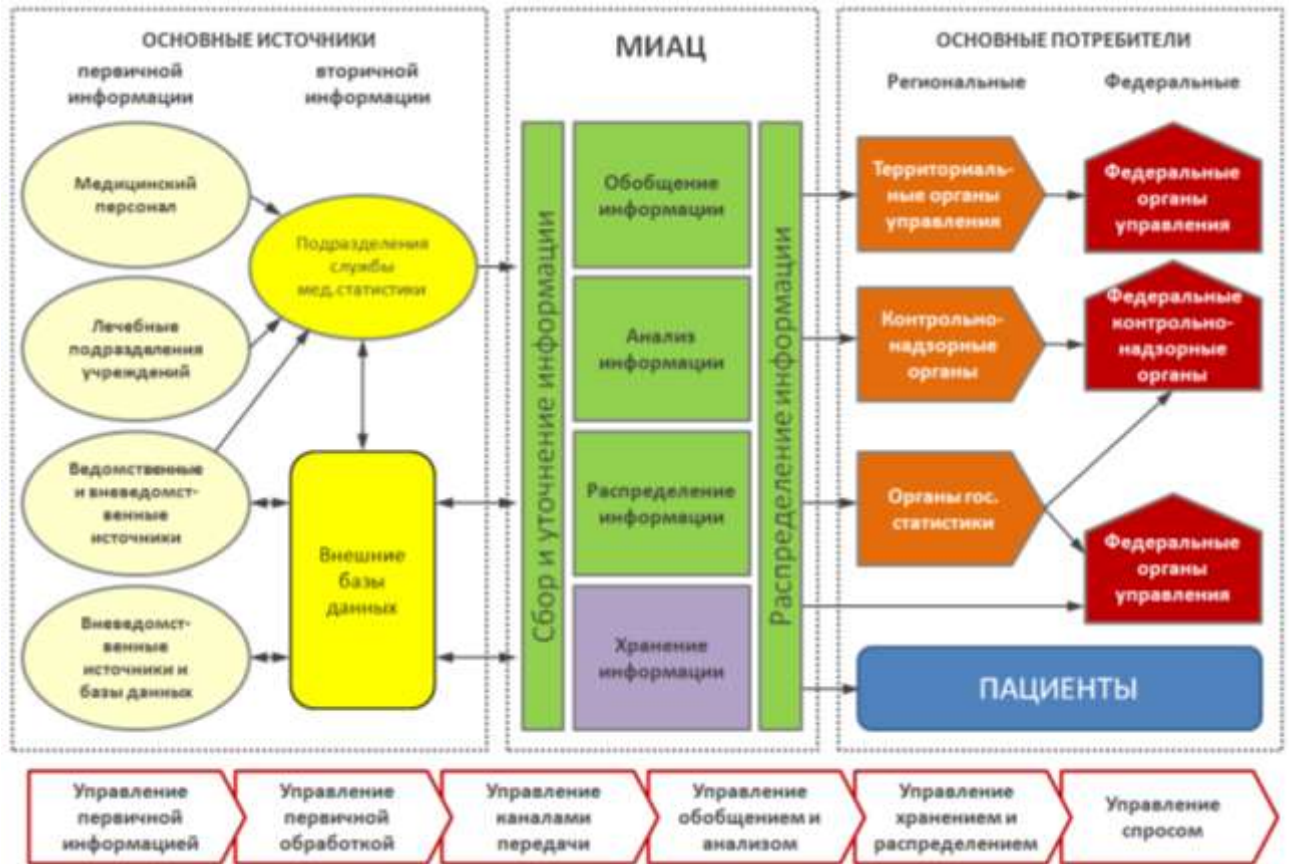 ОСНОВНЫЕ ИСТОЧНИКИ
первичной
информации
вторичной
информации
Медицинский
персонал
Лечебные
подразделения
учреждений
Ведомственные
и вневедомст-
венные
источники
Вневедомст-
венные
источники и
базы данных
Подразделения
службы
мед.статистики
Внешние
базы
данных
МИАЦ
Сбор и уточнение информации
Обобщение
информации
Анализ
информации
Распределение
информации
Хранение
информации
Распределение информации
ОСНОВНЫЕ ПОТРЕБИТЕЛИ
Региональные
Федеральные
Территориаль-
ные органы
управления
Федеральные
органы
управления
Контрольно-
надзорные
органы
Федеральные
контрольно-
надзорные
органы
Органы гос.
статистики
Федеральные
органы
управления
ПАЦИЕНТЫ
Управление
первичной
информацией
Управление
первичной
обработкой
Управление
каналами
передачи
Управление
обобщением и
анализом
Управление
хранением и
распределением
Управление
спросом